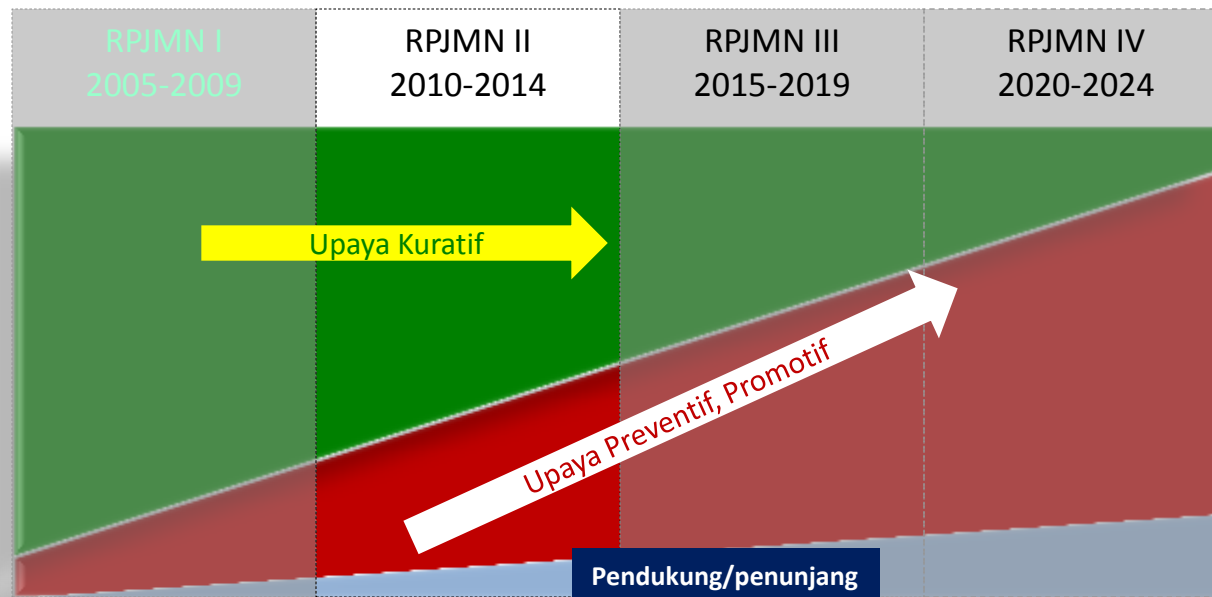 RPJMN I
2005-2009
RPJMN II
2010-2014
RPJMN III
2015-2019
RPJMN IV
2020-2024
Upaya Kuratif
Upaya Preventif, Promotif
Pendukung/penunjang